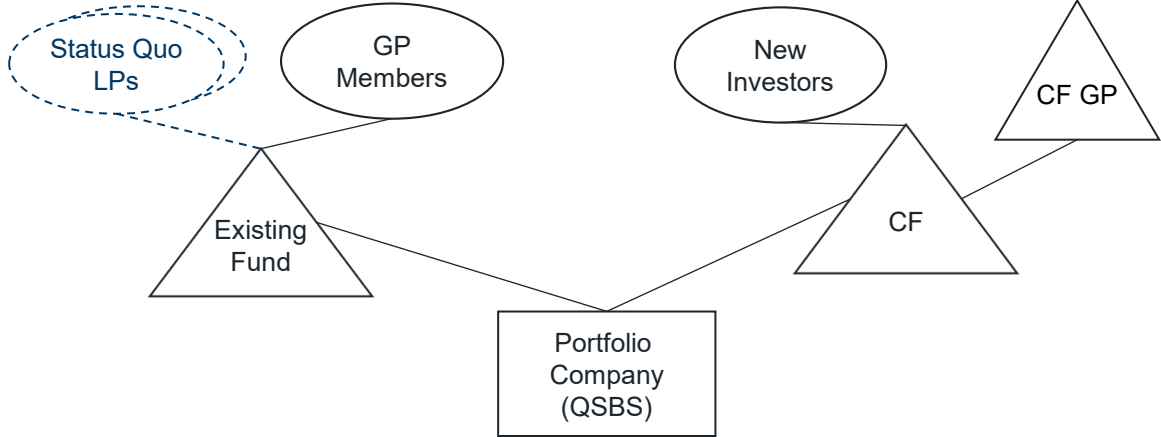 Status Quo
LPs
GP
Members
New
Investors
CF GP
Existing
Fund
CF
Portfolio
Company
(QSBS)